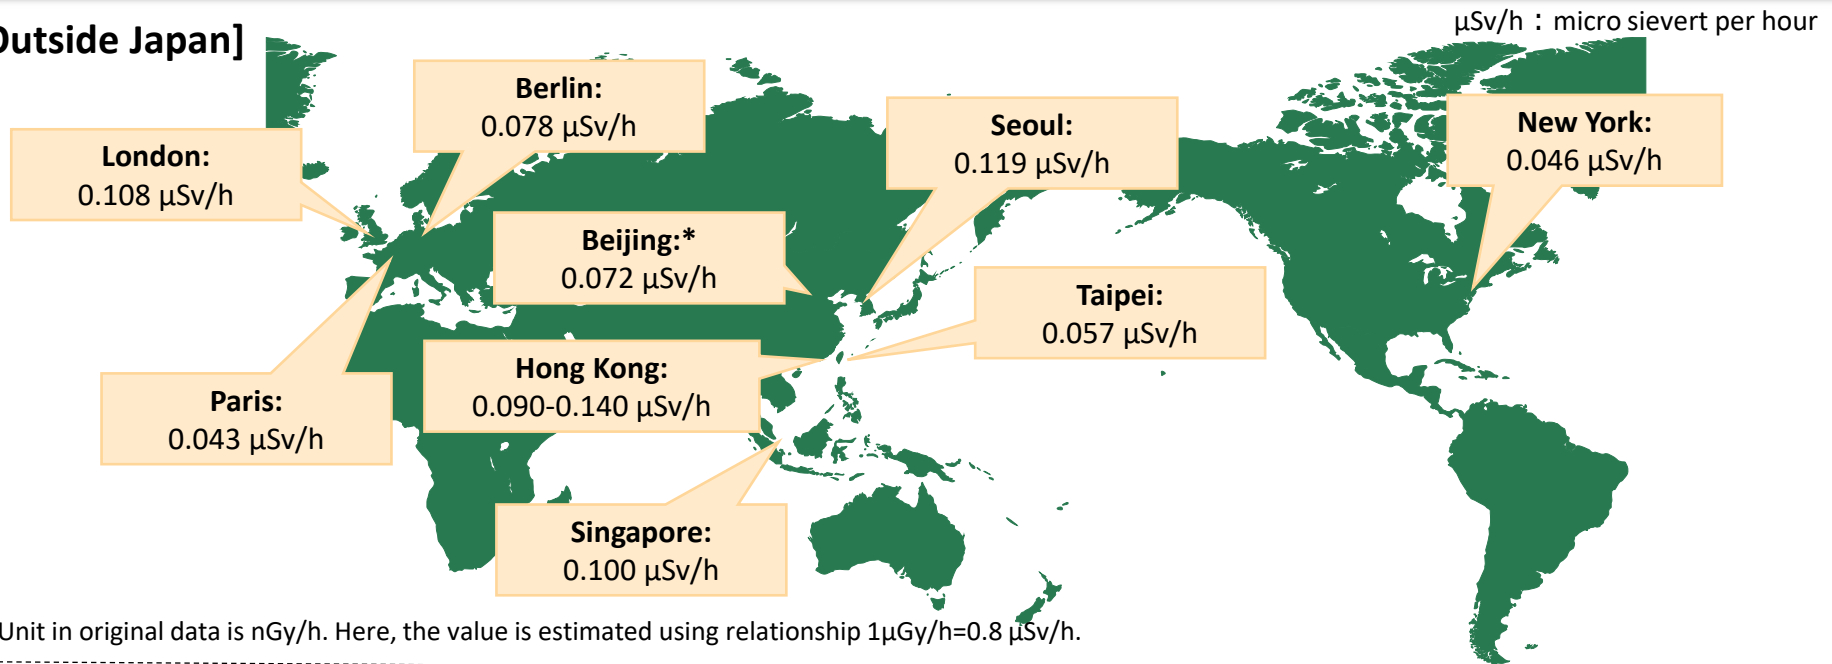 Outside Japan]
μSv/h：micro sievert per hour
Berlin:
0.078 μSv/h
London:
0.108 μSv/h
Seoul:
0.119 μSv/h
New York:
0.046 μSv/h
Beijing:*
0.072 μSv/h
Taipei:
0.057 μSv/h
Hong Kong:
0.090-0.140 μSv/h
Paris:
0.043 μSv/h
Singapore:
0.100 μSv/h
Unit in original data is nGy/h. Here, the value is estimated using relationship 1μGy/h=0.8 μSv/h.